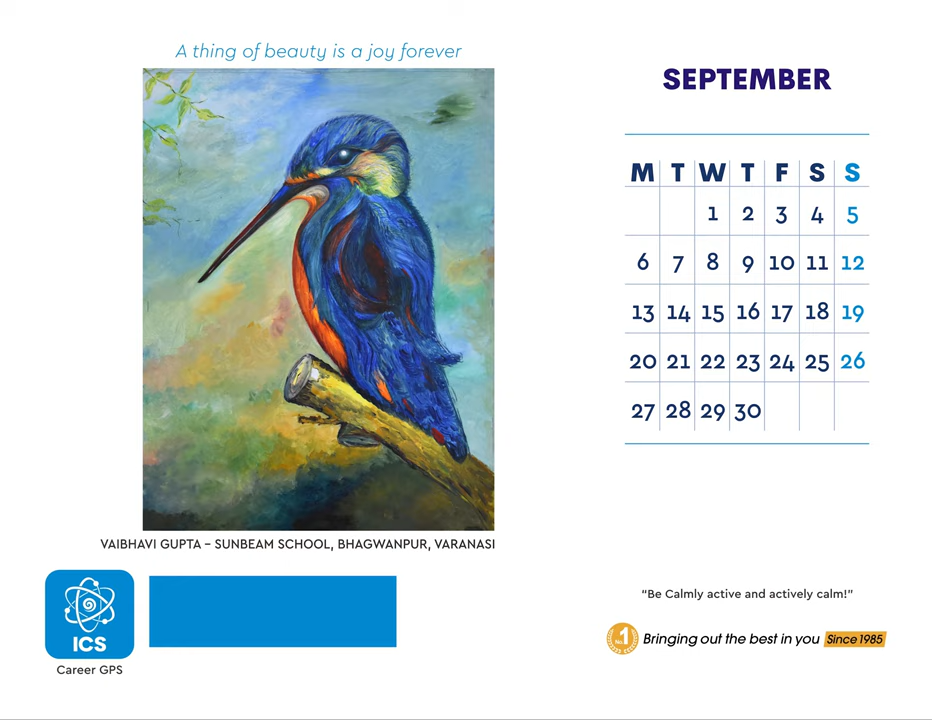 A thing of beauty is a joy forever
VAIBHAVI GUPTA – SUNBEAM SCHOOL, BHAGWANPUR, VARANASI
ICS
Career GPS
SEPTEMBER
M T W T F S S
1 2 3 4 5
6 7 8 9 10 11 12
13 14 15 16 17 18 19
20 21 22 23 24 25 26
27 28 29 30
“Be Calmly active and actively calm!”
No. 1 Bringing out the best in you Since 1985